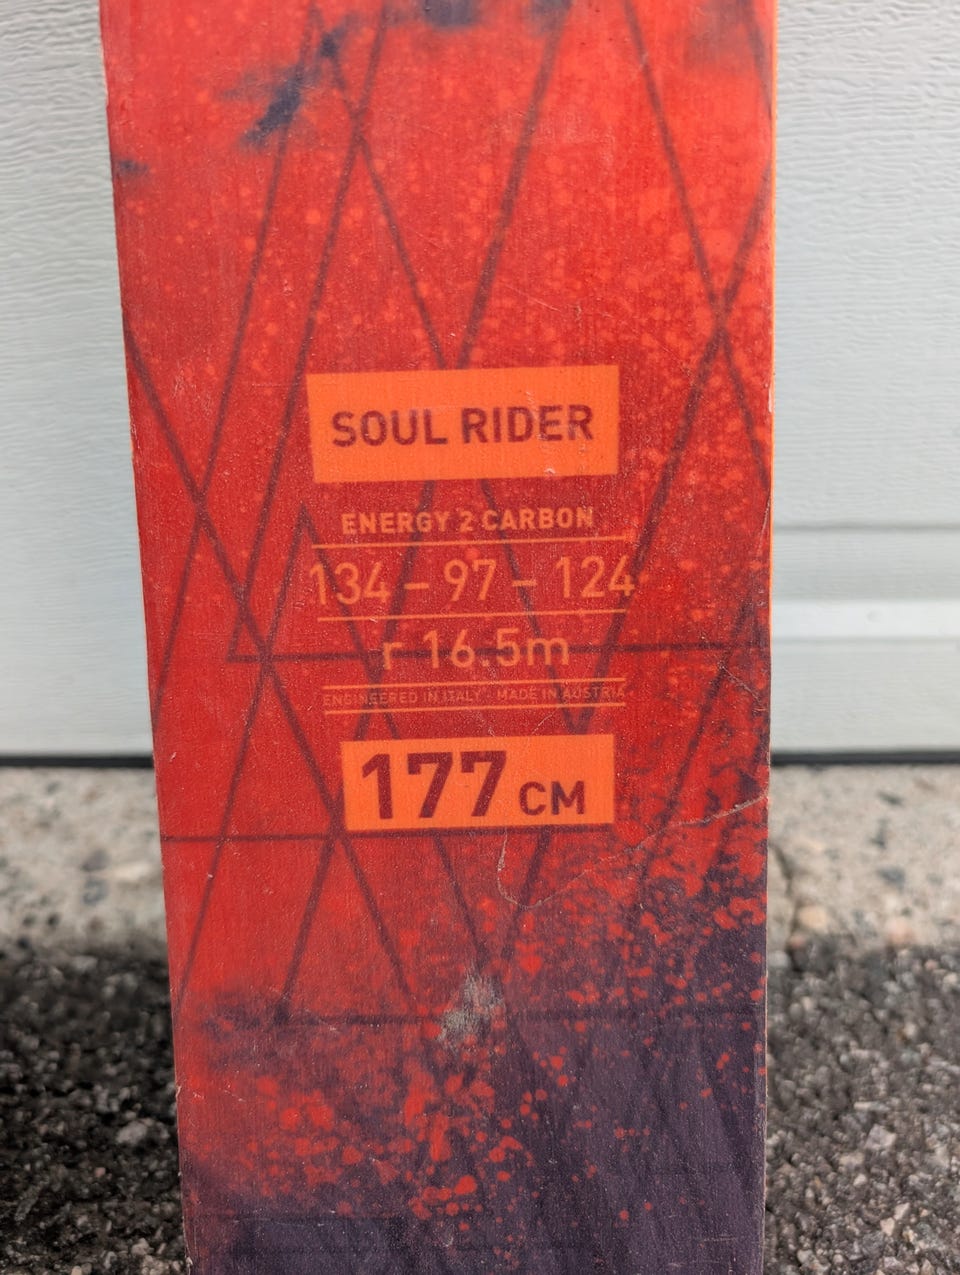 SOUL RIDER
ENERGY 2 CARBON
134 – 97 – 124
r 16.5m
ENGINEERED IN ITALY · MADE IN AUSTRIA
177 CM